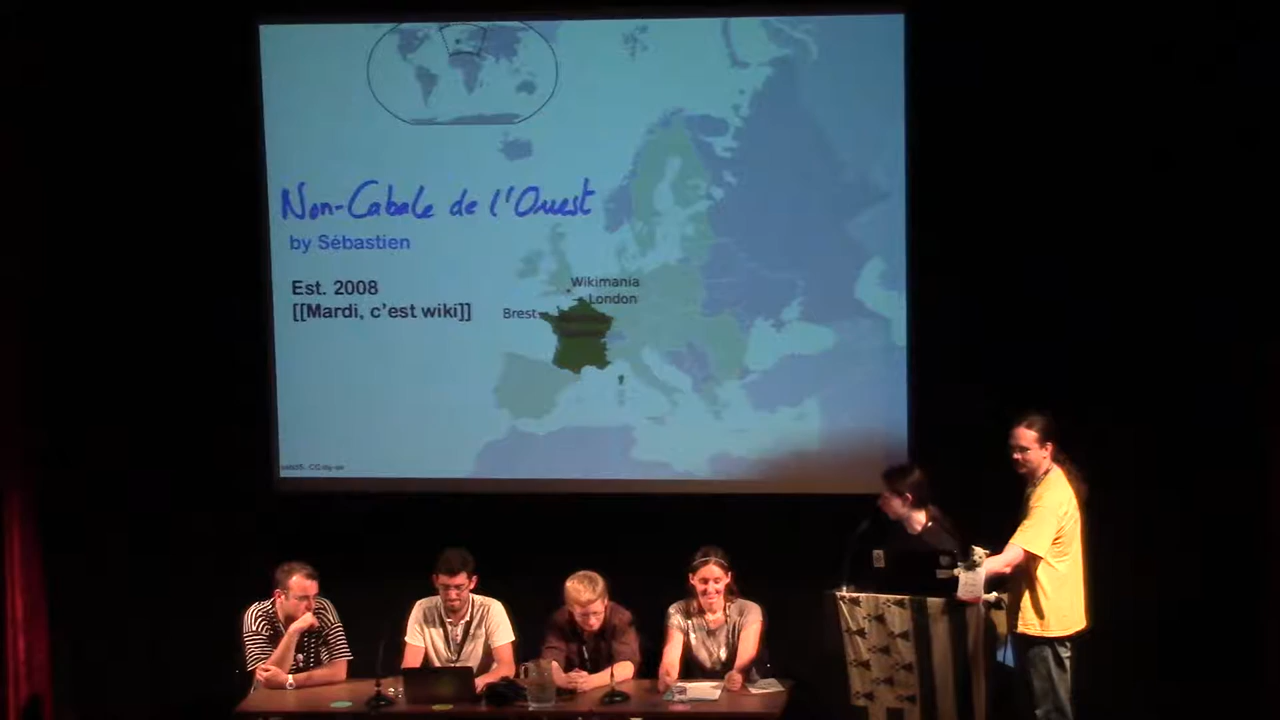 Non-Cabale de l'Ouest
by Sébastien
Est. 2008
[[Mardi, c'est wiki]]
Wikimania
London
Brest